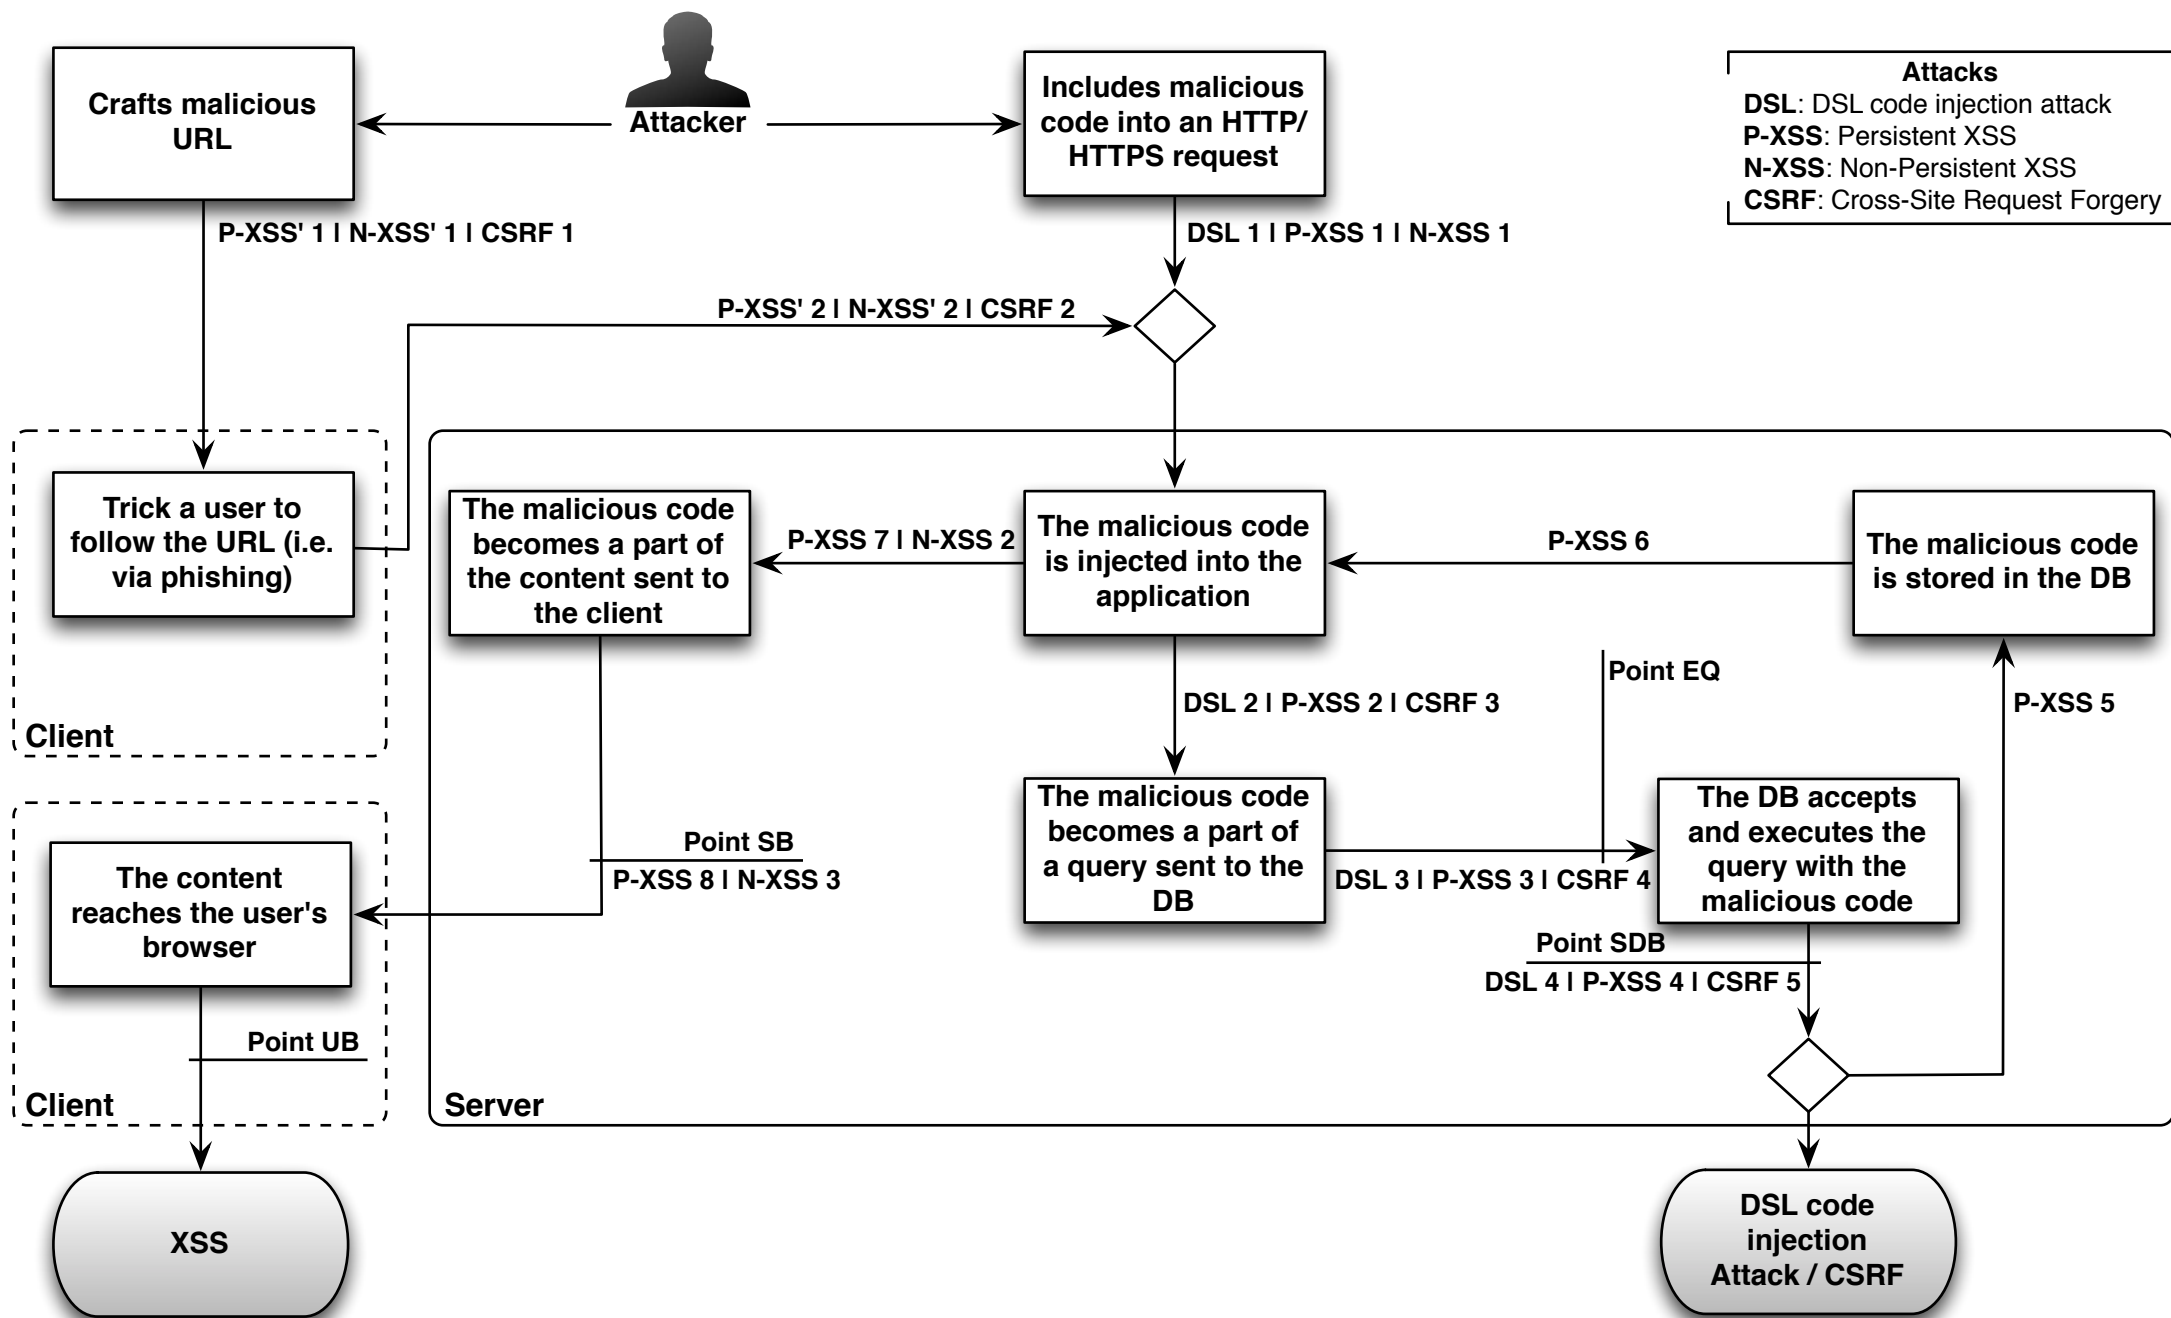 Crafts malicious
URL
Attacker
Includes malicious
code into an HTTP/
HTTPS request
Attacks
DSL: DSL code injection attack
P-XSS: Persistent XSS
N-XSS: Non-Persistent XSS
CSRF: Cross-Site Request Forgery
P-XSS' 1 | N-XSS' 1 | CSRF 1
DSL 1 | P-XSS 1 | N-XSS 1
P-XSS' 2 | N-XSS' 2 | CSRF 2
Trick a user to
follow the URL (i.e.
via phishing)
Client
The malicious code
becomes a part of
the content sent to
the client
P-XSS 7 | N-XSS 2
The malicious code
is injected into the
application
P-XSS 6
The malicious code
is stored in the DB
Point EQ
DSL 2 | P-XSS 2 | CSRF 3
P-XSS 5
The malicious code
becomes a part of
a query sent to the
DB
DSL 3 | P-XSS 3 | CSRF 4
The DB accepts
and executes the
query with the
malicious code
Point SB
P-XSS 8 | N-XSS 3
The content
reaches the user's
browser
Point SDB
DSL 4 | P-XSS 4 | CSRF 5
Point UB
Client
Server
XSS
DSL code
injection
Attack / CSRF